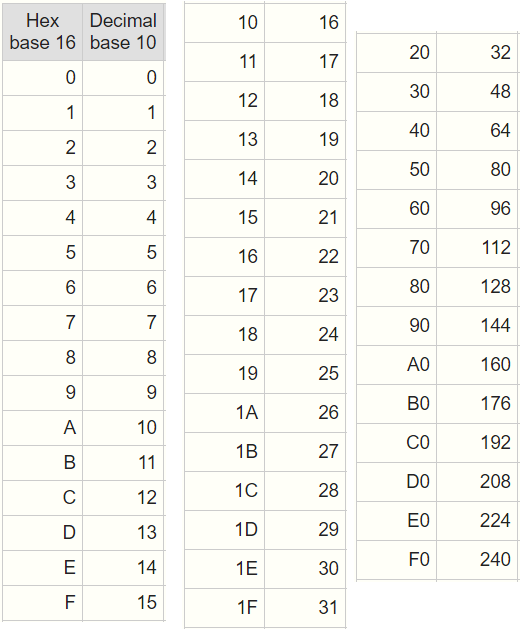 Hex Decimal
base 16 base 10
0 0
1 1
2 2
3 3
4 4
5 5
6 6
7 7
8 8
9 9
A 10
B 11
C 12
D 13
E 14
F 15
10 16
11 17
12 18
13 19
14 20
15 21
16 22
17 23
18 24
19 25
1A 26
1B 27
1C 28
1D 29
1E 30
1F 31
20 32
30 48
40 64
50 80
60 96
70 112
80 128
90 144
A0 160
B0 176
C0 192
D0 208
E0 224
F0 240